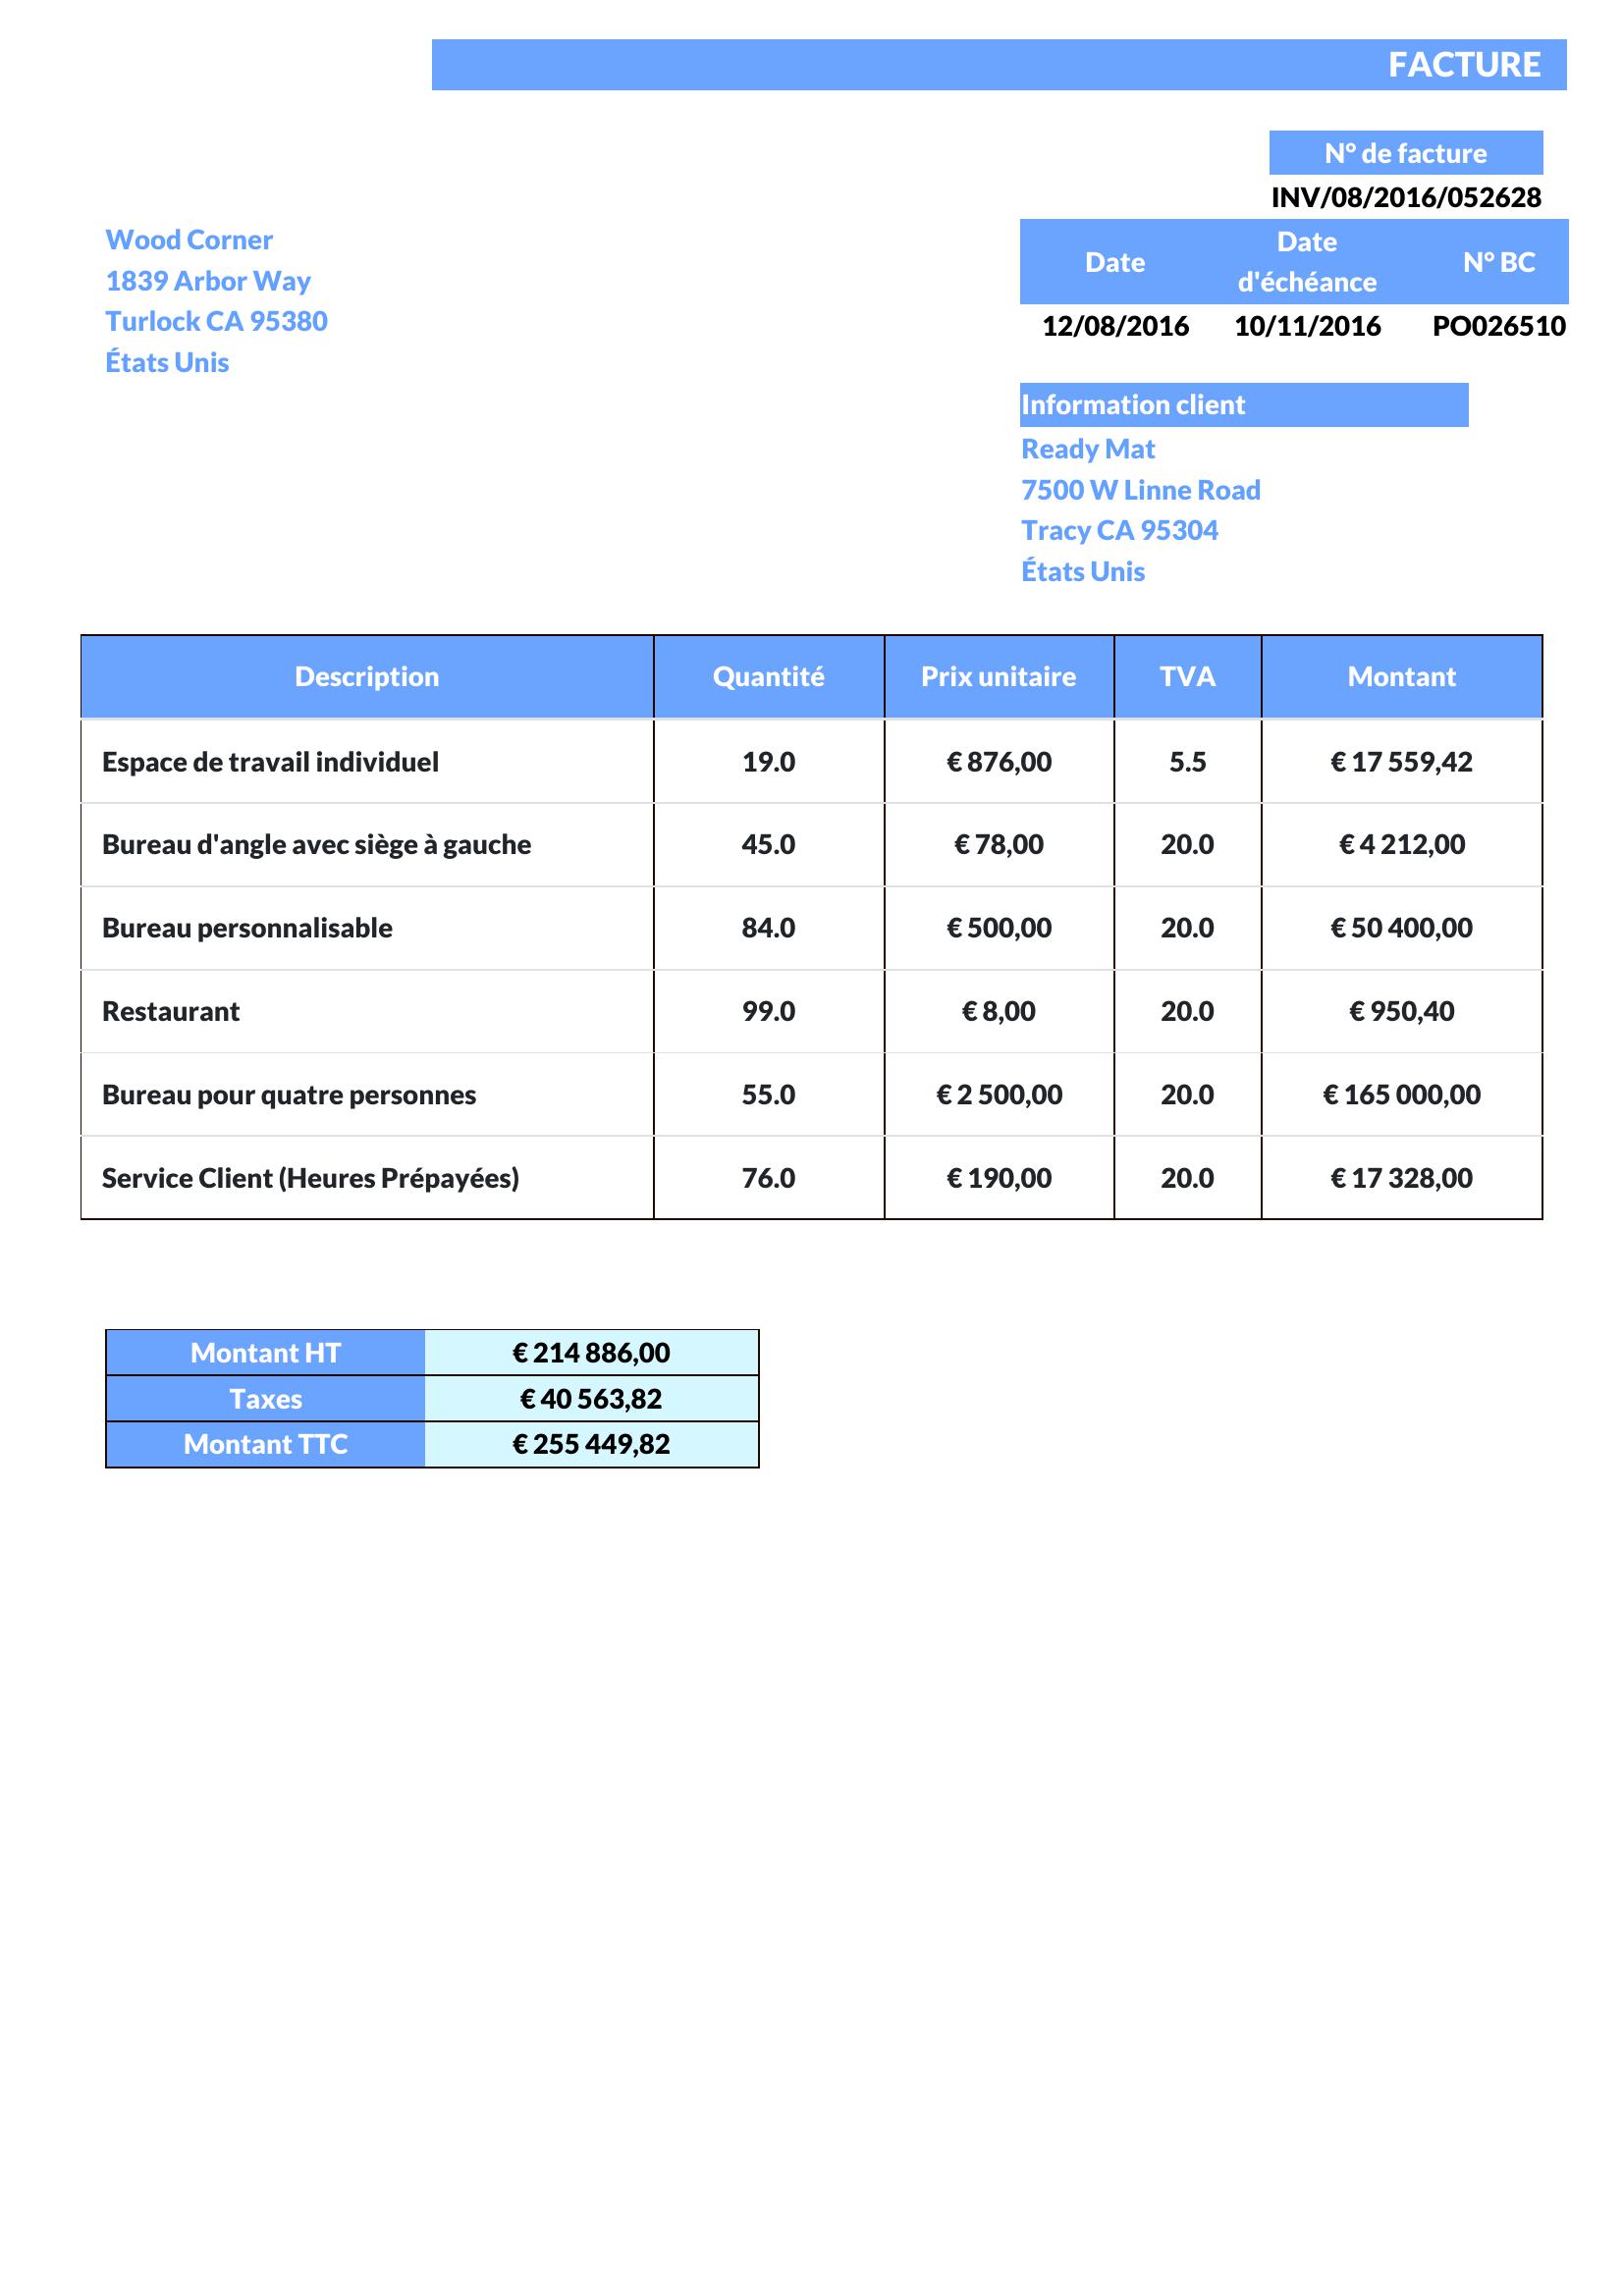 FACTURE
N° de facture
INV/08/2016/052628
Wood Corner
1839 Arbor Way
Turlock CA 95380
États Unis
Date Date d'échéance N° BC
12/08/2016 10/11/2016 PO026510
Information client
Ready Mat
7500 W Linne Road
Tracy CA 95304
États Unis
Description Quantité Prix unitaire TVA Montant
Espace de travail individuel 19.0 € 876,00 5.5 € 17 559,42
Bureau d'angle avec siège à gauche 45.0 € 78,00 20.0 € 4 212,00
Bureau personnalisable 84.0 € 500,00 20.0 € 50 400,00
Restaurant 99.0 € 8,00 20.0 € 950,40
Bureau pour quatre personnes 55.0 € 2 500,00 20.0 € 165 000,00
Service Client (Heures Prépayées) 76.0 € 190,00 20.0 € 17 328,00
Montant HT € 214 886,00
Taxes € 40 563,82
Montant TTC € 255 449,82